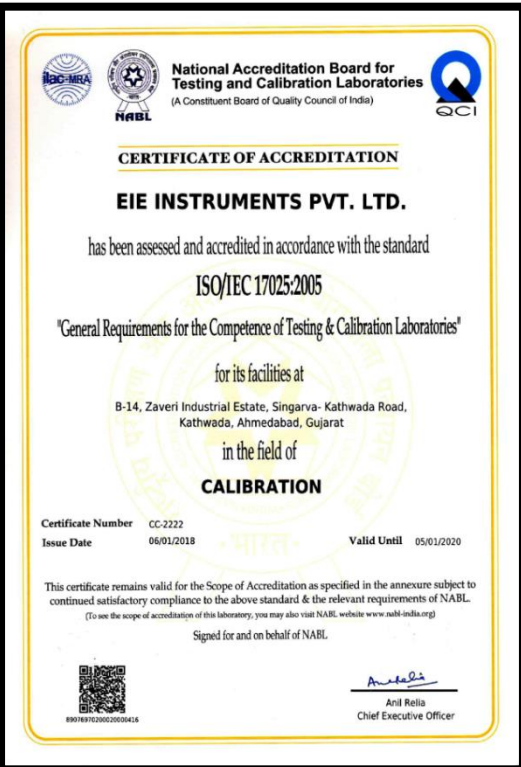 ilac-MRA
NABL
National Accreditation Board for
Testing and Calibration Laboratories
(A Constituent Board of Quality Council of India)
QCI
CERTIFICATE OF ACCREDITATION
EIE INSTRUMENTS PVT. LTD.
has been assessed and accredited in accordance with the standard
ISO/IEC 17025:2005
"General Requirements for the Competence of Testing & Calibration Laboratories"
for its facilities at
B-14, Zaveri Industrial Estate, Singarva- Kathwada Road,
Kathwada, Ahmedabad, Gujarat
in the field of
CALIBRATION
Certificate Number CC-2222
Issue Date 06/01/2018 Valid Until 05/01/2020
भारत
This certificate remains valid for the Scope of Accreditation as specified in the annexure subject to
continued satisfactory compliance to the above standard & the relevant requirements of NABL.
(To see the scope of accreditation of this laboratory, you may also visit NABL website www.nabl-india.org)
Signed for and on behalf of NABL
Anil Relia
Chief Executive Officer
89076970200020000416